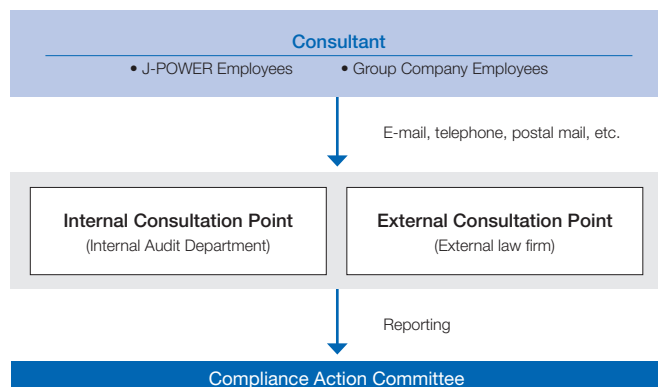 Consultant
• J-POWER Employees • Group Company Employees
E-mail, telephone, postal mail, etc.
Internal Consultation Point
(Internal Audit Department)
External Consultation Point
(External law firm)
Reporting
Compliance Action Committee